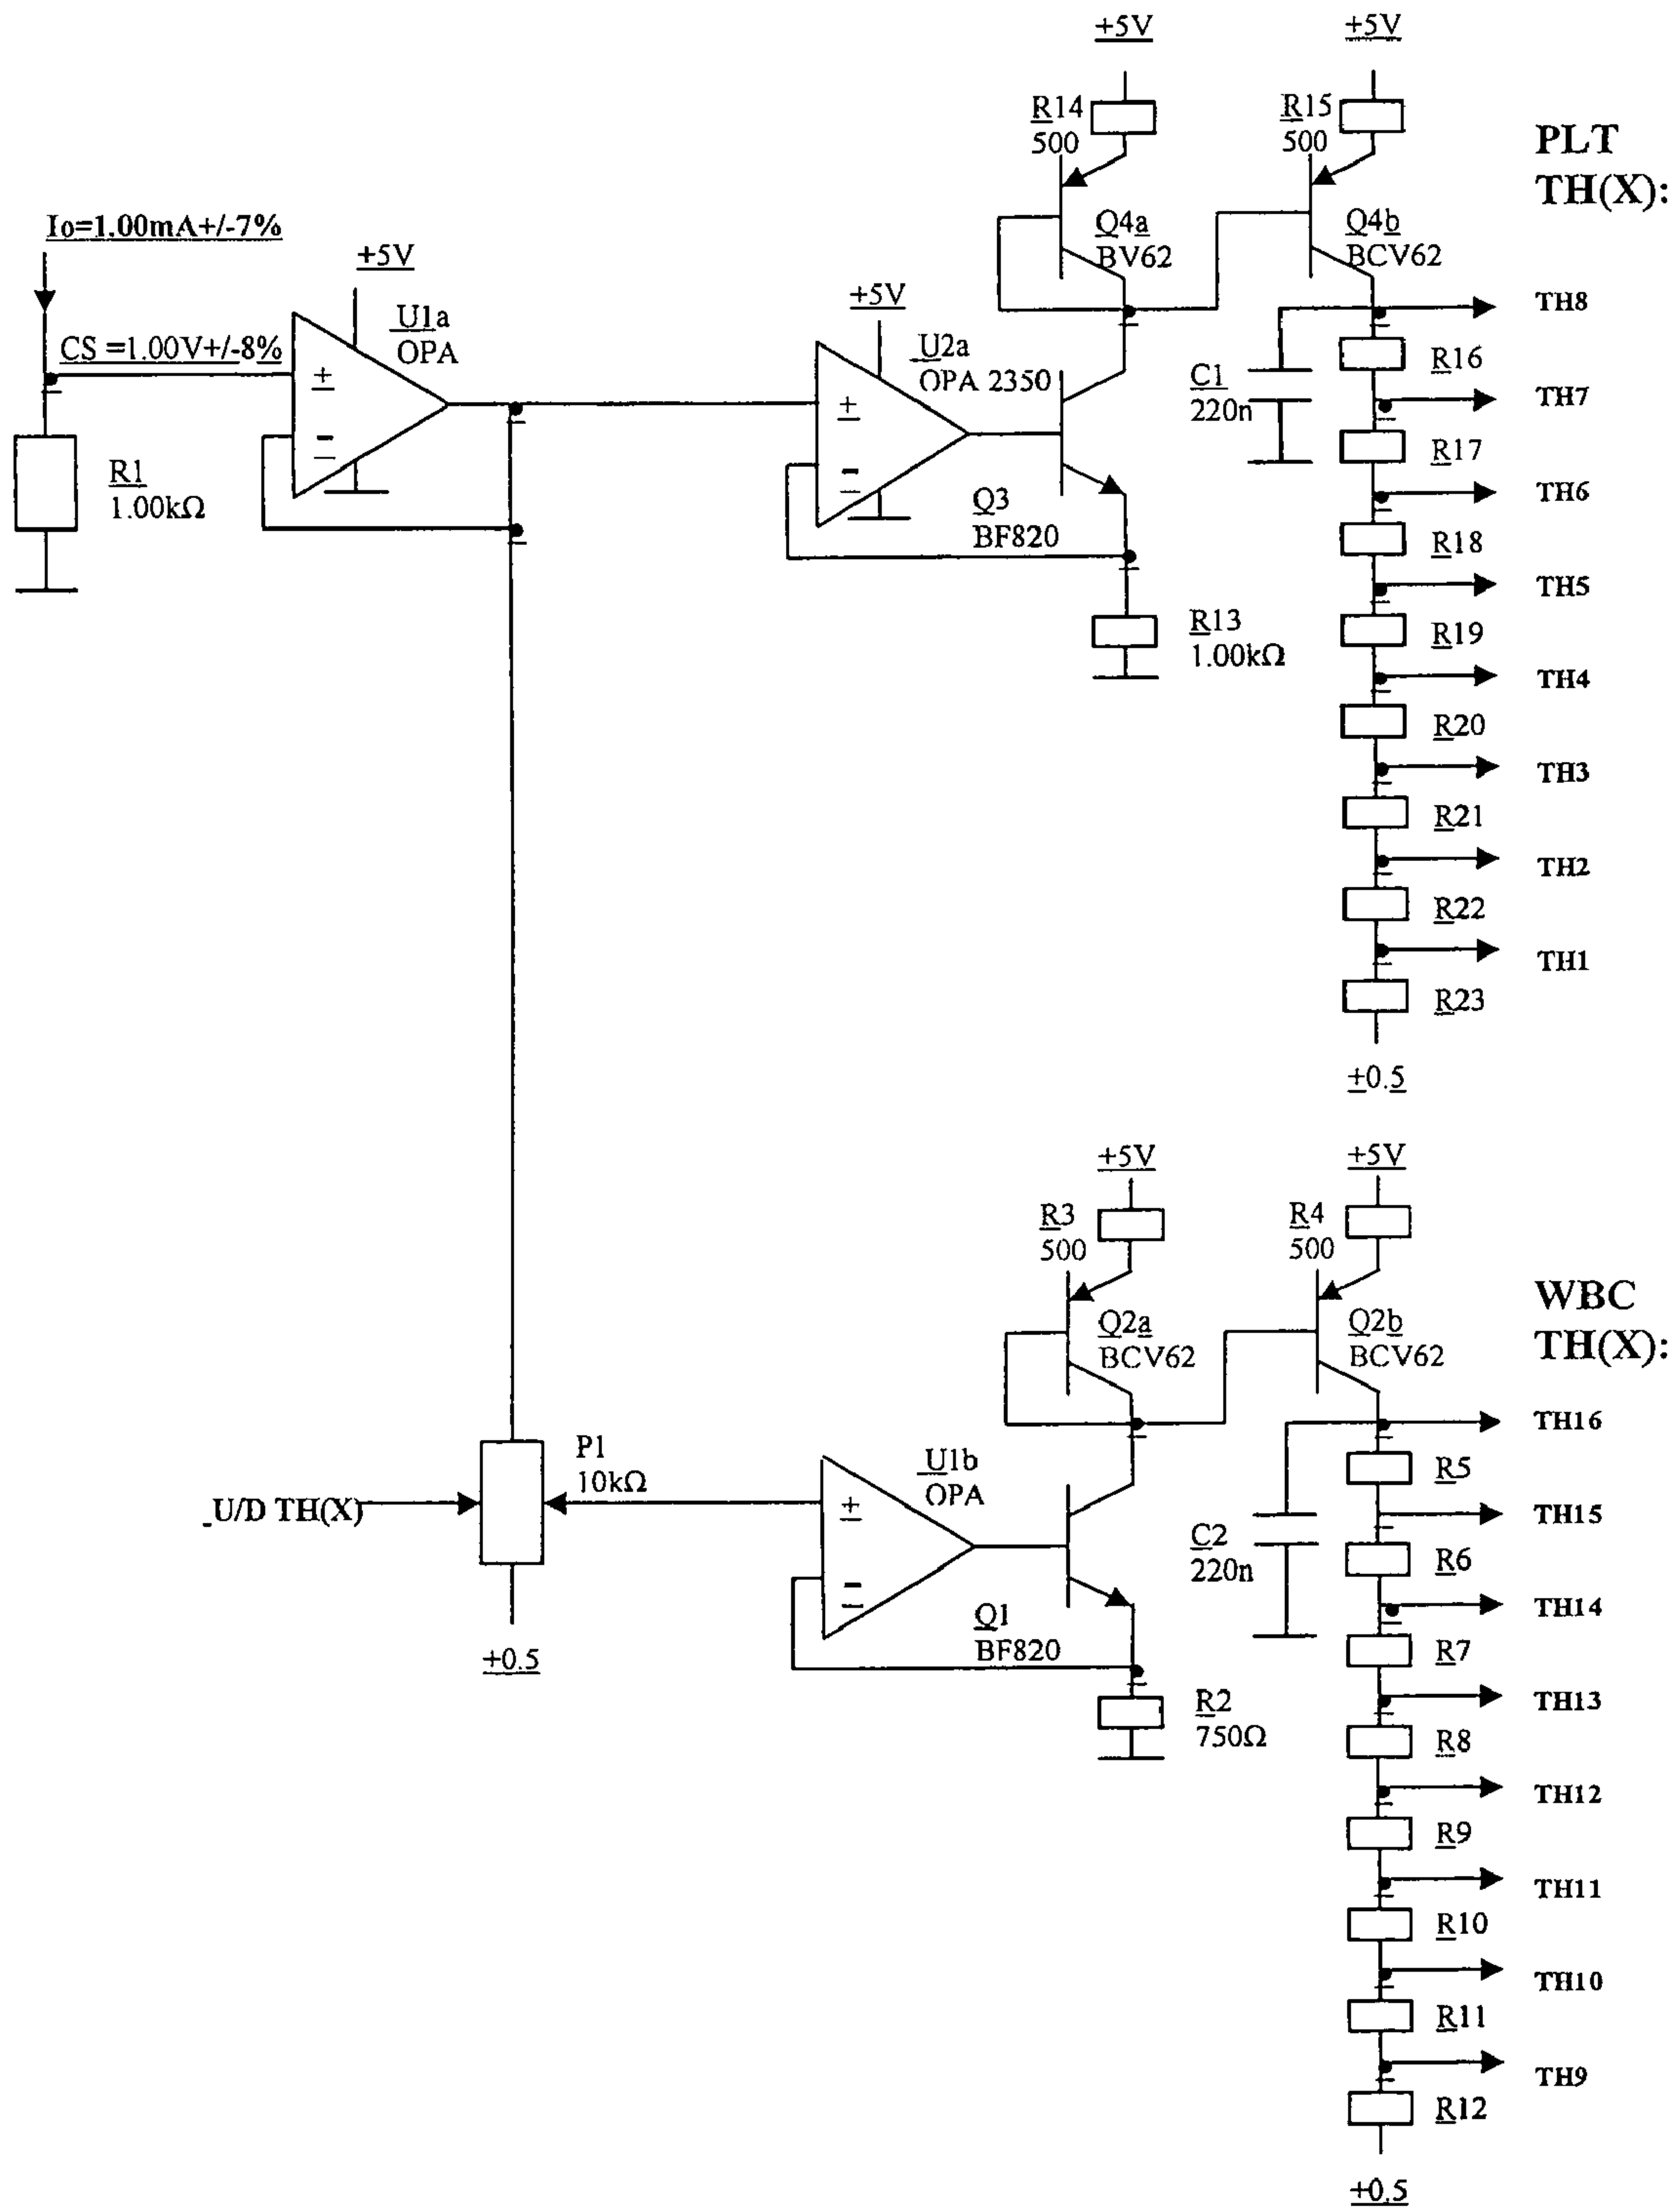 +5V
+5V
R14
500
R15
500
PLT
TH(X):
Io=1.00mA+/-7%
Q4a
BV62
Q4b
BCV62
+5V
U1a
OPA
+5V
TH8
CS =1.00V+/-8%
U2a
OPA 2350
C1
220n
R16
+
TH7
+
R17
−
R1
1.00kΩ
−
Q3
BF820
TH6
R18
TH5
R13
1.00kΩ
R19
TH4
R20
TH3
R21
TH2
R22
TH1
R23
+0.5
+5V
+5V
R3
500
R4
500
WBC
TH(X):
Q2a
BCV62
Q2b
BCV62
TH16
P1
10kΩ
U1b
OPA
R5
_U/D TH(X)
+
TH15
C2
220n
R6
−
TH14
Q1
BF820
+0.5
R7
R2
750Ω
TH13
R8
TH12
R9
TH11
R10
TH10
R11
TH9
R12
+0.5